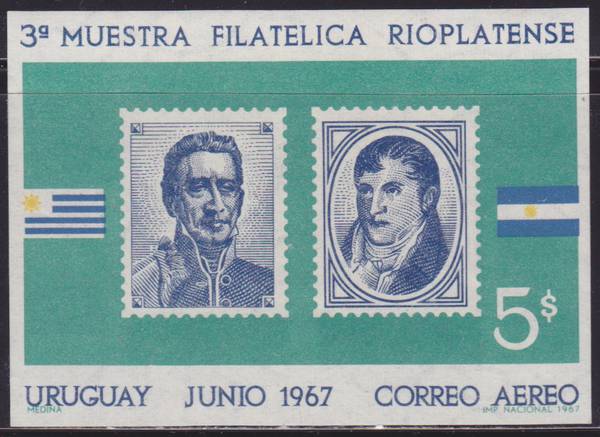 3ª MUESTRA FILATELICA RIOPLATENSE
5$
URUGUAY JUNIO 1967 CORREO AEREO
MEDINA IMP. NACIONAL 1967